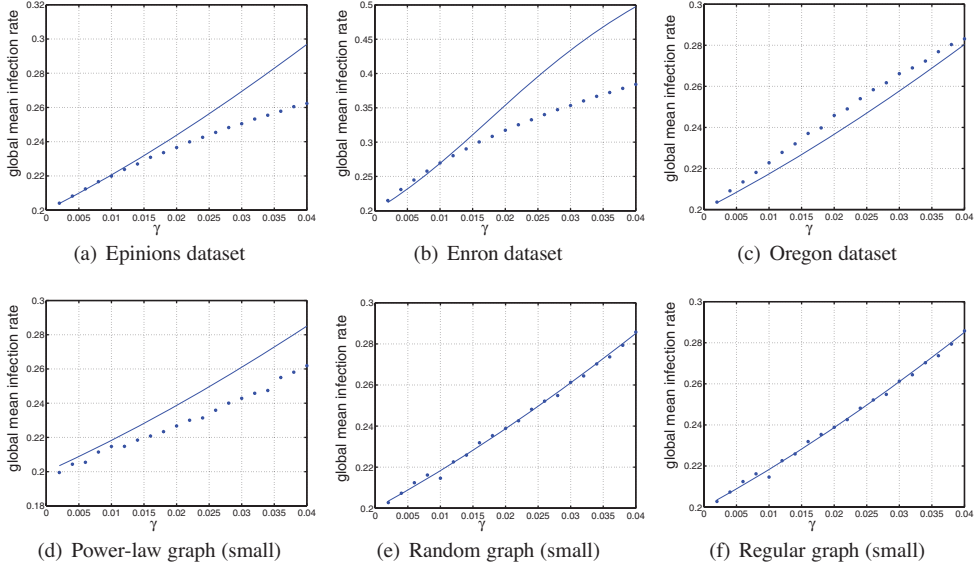 0.32
0.3
0.28
0.26
0.24
0.22
0.2
0 0.005 0.01 0.015 0.02 0.025 0.03 0.035 0.04
γ
global mean infection rate
(a) Epinions dataset
0.5
0.45
0.4
0.35
0.3
0.25
0.2
0 0.005 0.01 0.015 0.02 0.025 0.03 0.035 0.04
γ
global mean infection rate
(b) Enron dataset
0.3
0.28
0.26
0.24
0.22
0.2
0 0.005 0.01 0.015 0.02 0.025 0.03 0.035 0.04
γ
global mean infection rate
(c) Oregon dataset
0.3
0.28
0.26
0.24
0.22
0.2
0.18
0 0.005 0.01 0.015 0.02 0.025 0.03 0.035 0.04
γ
global mean infection rate
(d) Power-law graph (small)
0.3
0.28
0.26
0.24
0.22
0.2
0 0.005 0.01 0.015 0.02 0.025 0.03 0.035 0.04
γ
global mean infection rate
(e) Random graph (small)
0.3
0.28
0.26
0.24
0.22
0.2
0 0.005 0.01 0.015 0.02 0.025 0.03 0.035 0.04
γ
global mean infection rate
(f) Regular graph (small)